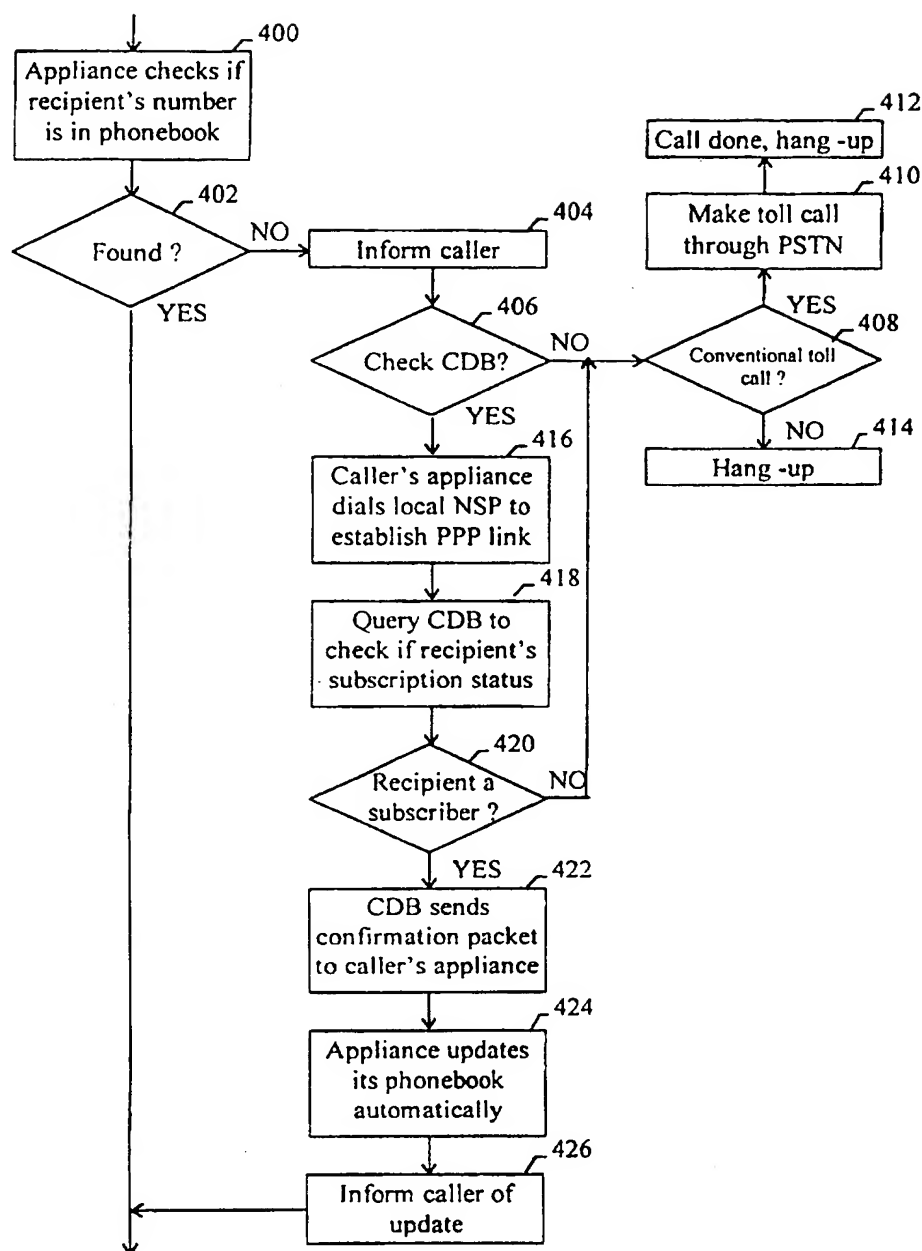 400
Appliance checks if
recipient's number
is in phonebook
402
Found ?
NO
YES
404
Inform caller
406
Check CDB?
NO
YES
408
Conventional toll
call ?
YES
NO
410
Make toll call
through PSTN
412
Call done, hang -up
414
Hang -up
416
Caller's appliance
dials local NSP to
establish PPP link
418
Query CDB to
check if recipient's
subscription status
420
Recipient a
subscriber ?
NO
YES
422
CDB sends
confirmation packet
to caller's appliance
424
Appliance updates
its phonebook
automatically
426
Inform caller of
update